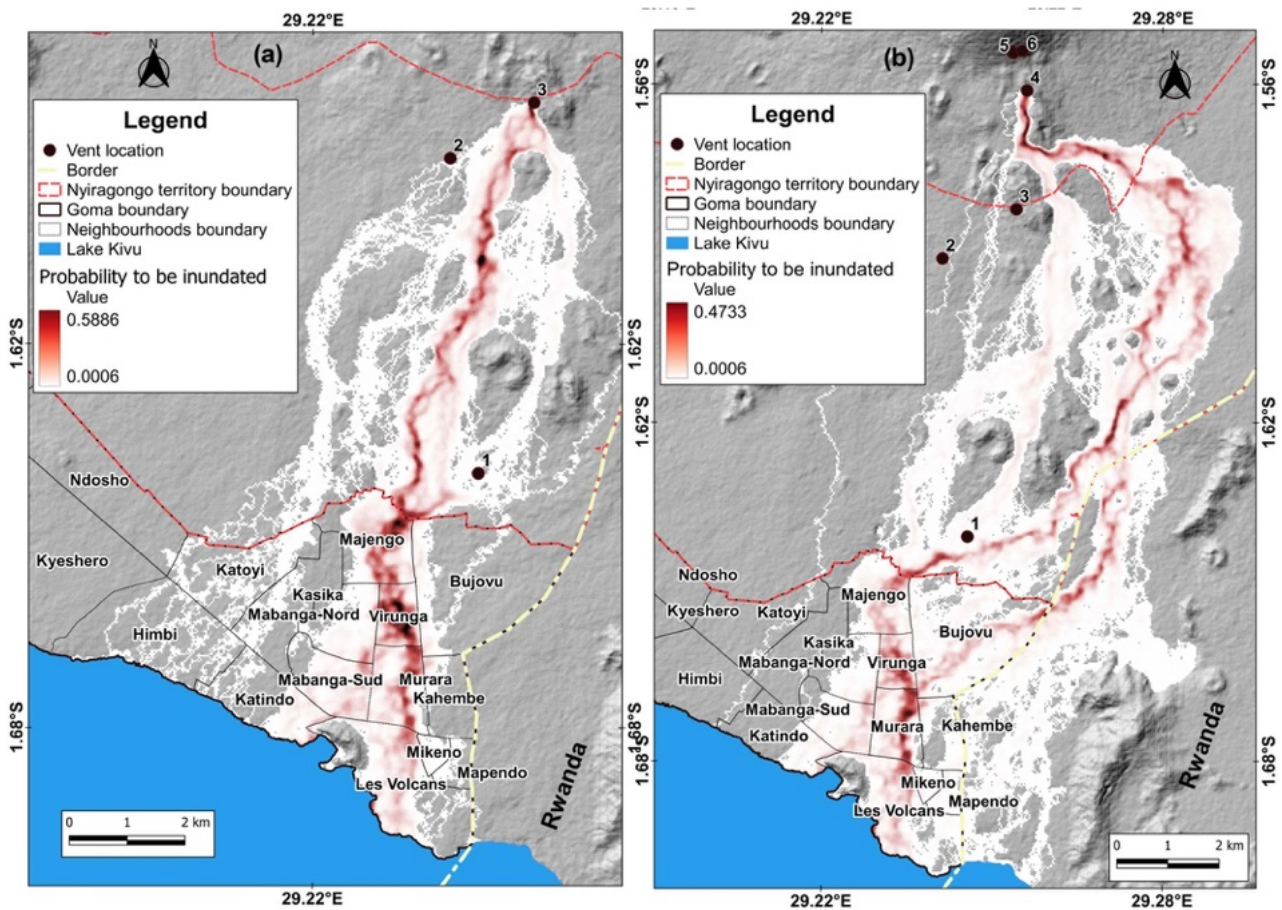 29.22°E
(a)
N
3
2
Legend
Vent location
Border
Nyiragongo territory boundary
Goma boundary
Neighbourhoods boundary
Lake Kivu
Probability to be inundated
Value
0.5886
0.0006
1.62°S
1
Ndosho
Majengo
Kyeshero
Katoyi
Bujovu
Kasika
Mabanga-Nord
Virunga
Himbi
Mabanga-Sud
Murara
Katindo
Kahembe
1.68°S
Mikeno
Mapendo
Les Volcans
Rwanda
0 1 2 km
29.22°E
29.22°E
29.28°E
5 6
(b)
N
4
1.56°S
Legend
Vent location
Border
Nyiragongo territory boundary
Goma boundary
Neighbourhoods boundary
Lake Kivu
Probability to be inundated
Value
0.4733
0.0006
3
2
1.62°S
1.62°S
1
Ndosho
Majengo
Kyeshero
Katoyi
Bujovu
Kasika
Mabanga-Nord
Virunga
Himbi
Mabanga-Sud
Murara
Kahembe
Katindo
1.68°S
Mikeno
Mapendo
Les Volcans
Rwanda
0 1 2 km
29.22°E
29.28°E